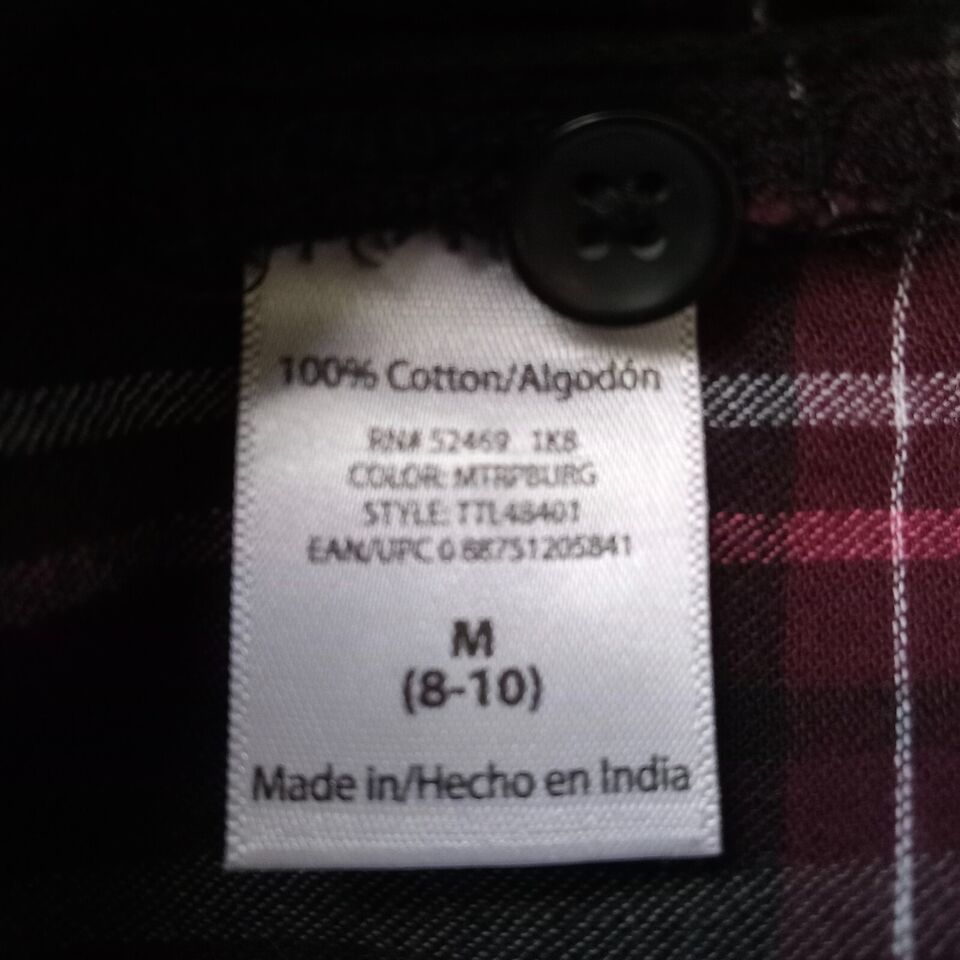 100% Cotton/Algodón
RN# 52469 1K8
COLOR: MTRPBURG
STYLE: TTL48401
EAN/UPC 0 88751205841
M
(8-10)
Made in/Hecho en India